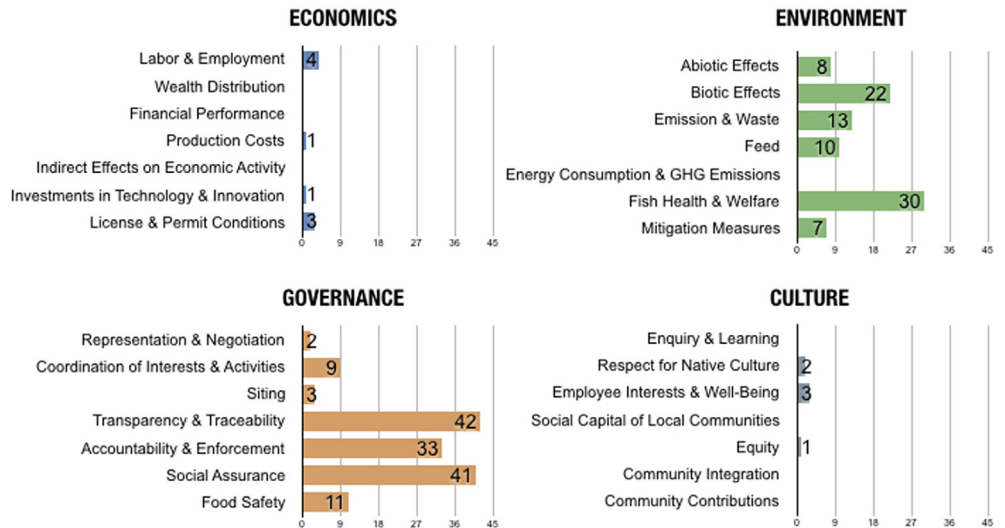 ECONOMICS
Labor & Employment 4
Wealth Distribution
Financial Performance
Production Costs 1
Indirect Effects on Economic Activity
Investments in Technology & Innovation 1
License & Permit Conditions 3
0 9 18 27 36 45
ENVIRONMENT
Abiotic Effects 8
Biotic Effects 22
Emission & Waste 13
Feed 10
Energy Consumption & GHG Emissions
Fish Health & Welfare 30
Mitigation Measures 7
0 9 18 27 36 45
GOVERNANCE
Representation & Negotiation 2
Coordination of Interests & Activities 9
Siting 3
Transparency & Traceability 42
Accountability & Enforcement 33
Social Assurance 41
Food Safety 11
0 9 18 27 36 45
CULTURE
Enquiry & Learning
Respect for Native Culture 2
Employee Interests & Well-Being 3
Social Capital of Local Communities
Equity 1
Community Integration
Community Contributions
0 9 18 27 36 45